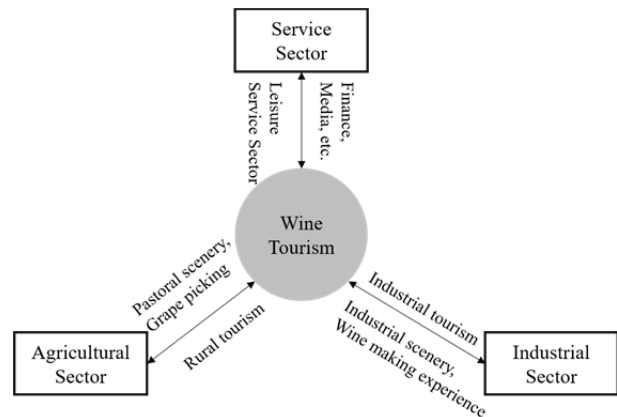 Service
Sector
Leisure
Service Sector
Finance,
Media, etc.
Wine
Tourism
Pastoral scenery,
Grape picking
Rural tourism
Industrial tourism
Industrial scenery,
Wine making experience
Agricultural
Sector
Industrial
Sector